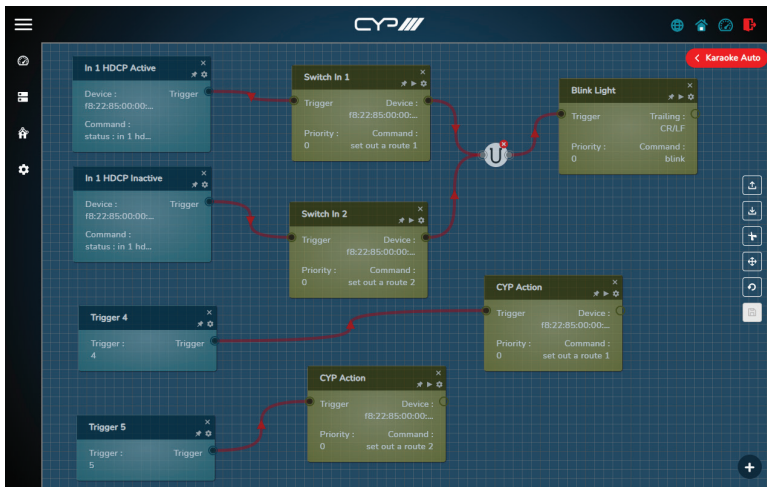 CYP
Karaoke Auto
In 1 HDCP Active
Device :
Trigger
f8:22:85:00:00:...
Command :
status : in 1 hd...
Switch In 1
Trigger
Device :
f8:22:85:00:00:...
Priority :
Command :
0
set out a route 1
Blink Light
Trigger
Trailing :
CR/LF
Priority :
Command :
0
blink
U
In 1 HDCP Inactive
Device :
Trigger
f8:22:85:00:00:...
Command :
status : in 1 hd...
Switch In 2
Trigger
Device :
f8:22:85:00:00:...
Priority :
Command :
0
set out a route 2
CYP Action
Trigger
Device :
f8:22:85:00:00:...
Priority :
Command :
0
set out a route 1
Trigger 4
Trigger :
Trigger
4
CYP Action
Trigger
Device :
f8:22:85:00:00:...
Priority :
Command :
0
set out a route 2
Trigger 5
Trigger :
Trigger
5